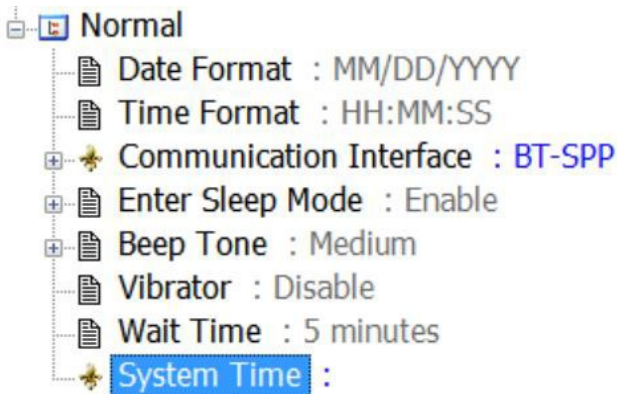 Normal
Date Format : MM/DD/YYYY
Time Format : HH:MM:SS
Communication Interface : BT-SPP
Enter Sleep Mode : Enable
Beep Tone : Medium
Vibrator : Disable
Wait Time : 5 minutes
System Time :